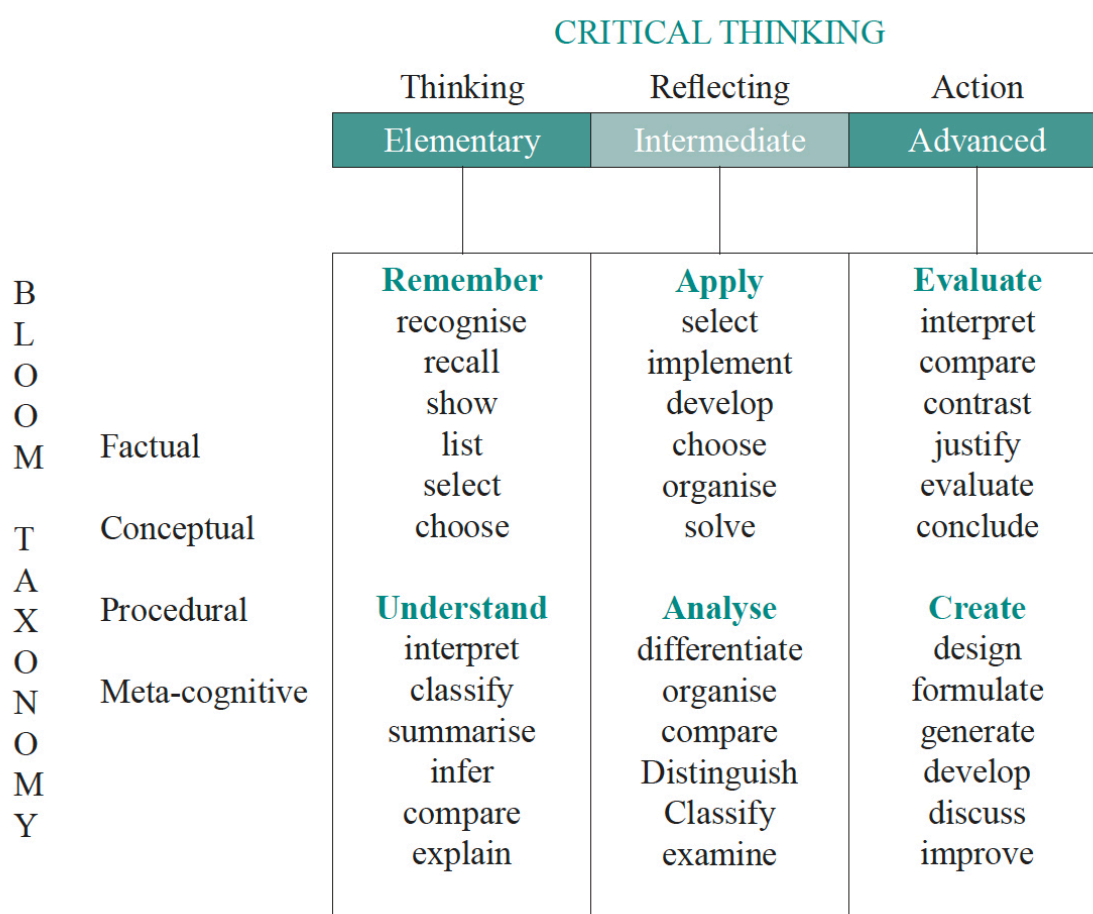 CRITICAL THINKING
Thinking Reflecting Action
Elementary Intermediate Advanced
BLOOM TAXONOMY
Factual
Conceptual
Procedural
Meta-cognitive
Remember
recognise
recall
show
list
select
choose
Understand
interpret
classify
summarise
infer
compare
explain
Apply
select
implement
develop
choose
organise
solve
Analyse
differentiate
organise
compare
Distinguish
Classify
examine
Evaluate
interpret
compare
contrast
justify
evaluate
conclude
Create
design
formulate
generate
develop
discuss
improve